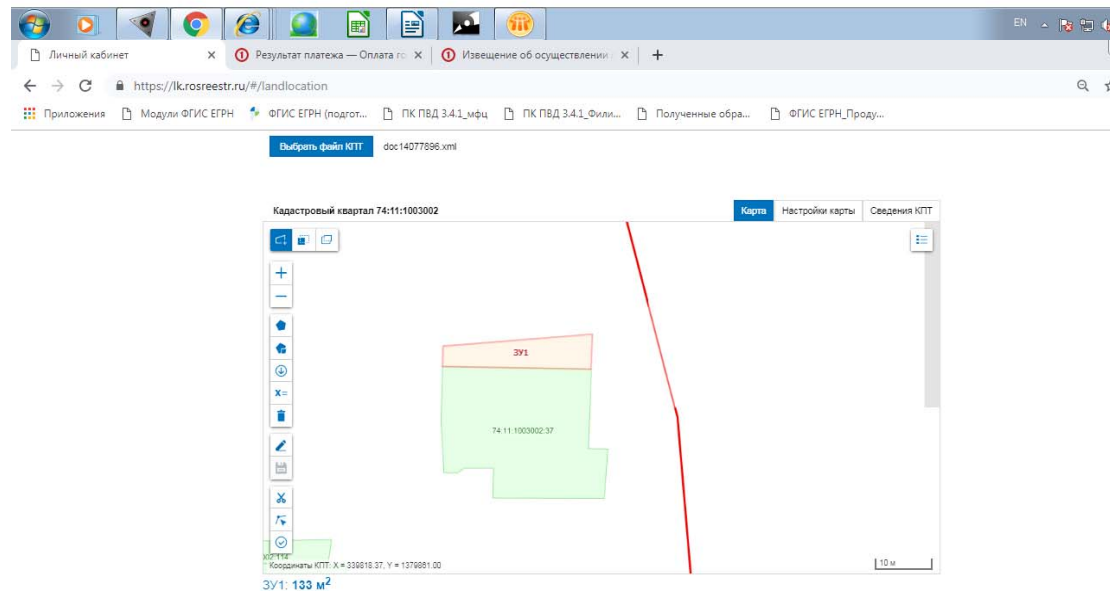 EN
Личный кабинет
Результат платежа — Оплата го
Извещение об осуществлении
https://lk.rosreestr.ru/#/landlocation
Приложения Модули ФГИС ЕГРН ФГИС ЕГРН (подгот... ПК ПВД 3.4.1_мфц ПК ПВД 3.4.1_Фили... Полученные обра... ФГИС ЕГРН_Проду...
Выбрать файл КПТ doc14077896.xml
Кадастровый квартал 74:11:1003002
Карта Настройки карты Сведения КПТ
ЗУ1
X=
74:11:1003002:37
002:114
Координаты КПТ: X = 339818.37, Y = 1379861.00
10 м
ЗУ1: 133 м²